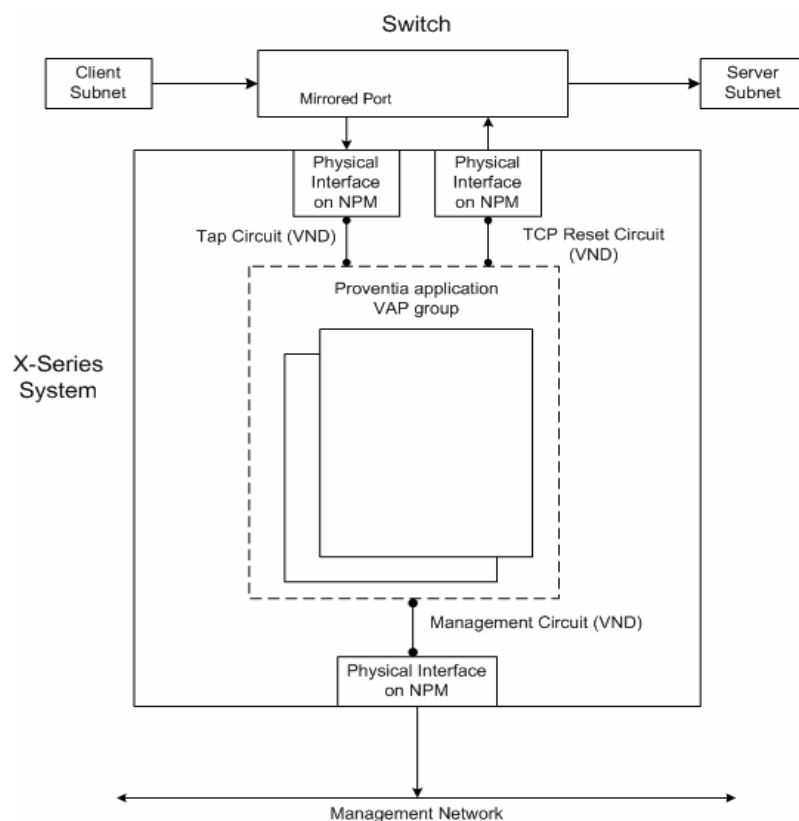 Switch
Client
Subnet
Server
Subnet
Mirrored Port
Physical
Interface
on NPM
Physical
Interface
on NPM
Tap Circuit (VND)
TCP Reset Circuit
(VND)
Proventia application
VAP group
X-Series
System
Management Circuit (VND)
Physical Interface
on NPM
Management Network